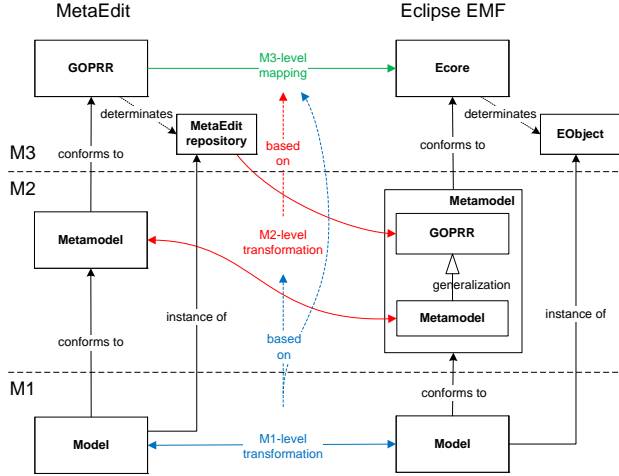 MetaEdit
Eclipse EMF
GOPRR
M3-level
mapping
Ecore
determinates
determinates
MetaEdit
repository
EObject
based
on
conforms to
conforms to
M3
M2
Metamodel
Metamodel
GOPRR
M2-level
transformation
generalization
Metamodel
instance of
instance of
based
on
conforms to
M1
conforms to
Model
M1-level
transformation
Model